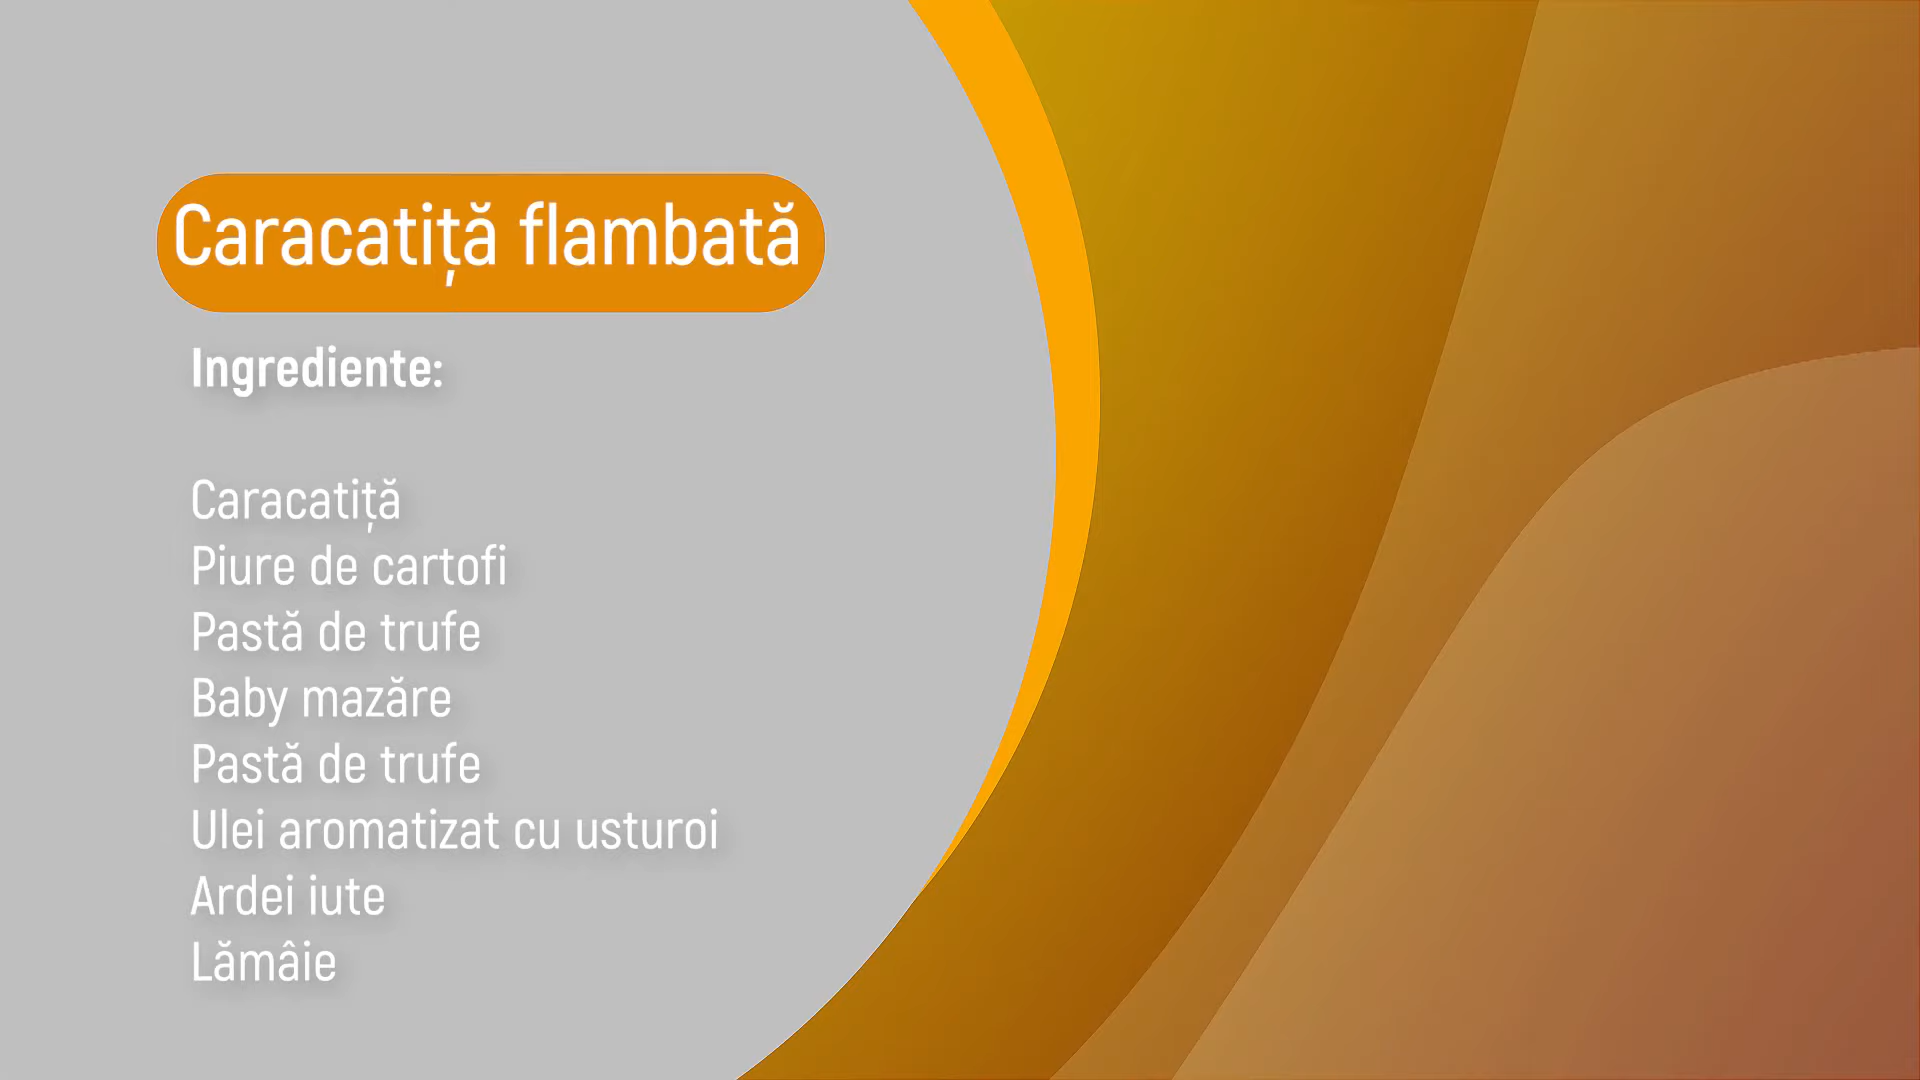 Caracatiță flambată
Ingrediente:
Caracatiță
Piure de cartofi
Pastă de trufe
Baby mazăre
Pastă de trufe
Ulei aromatizat cu usturoi
Ardei iute
Lămâie